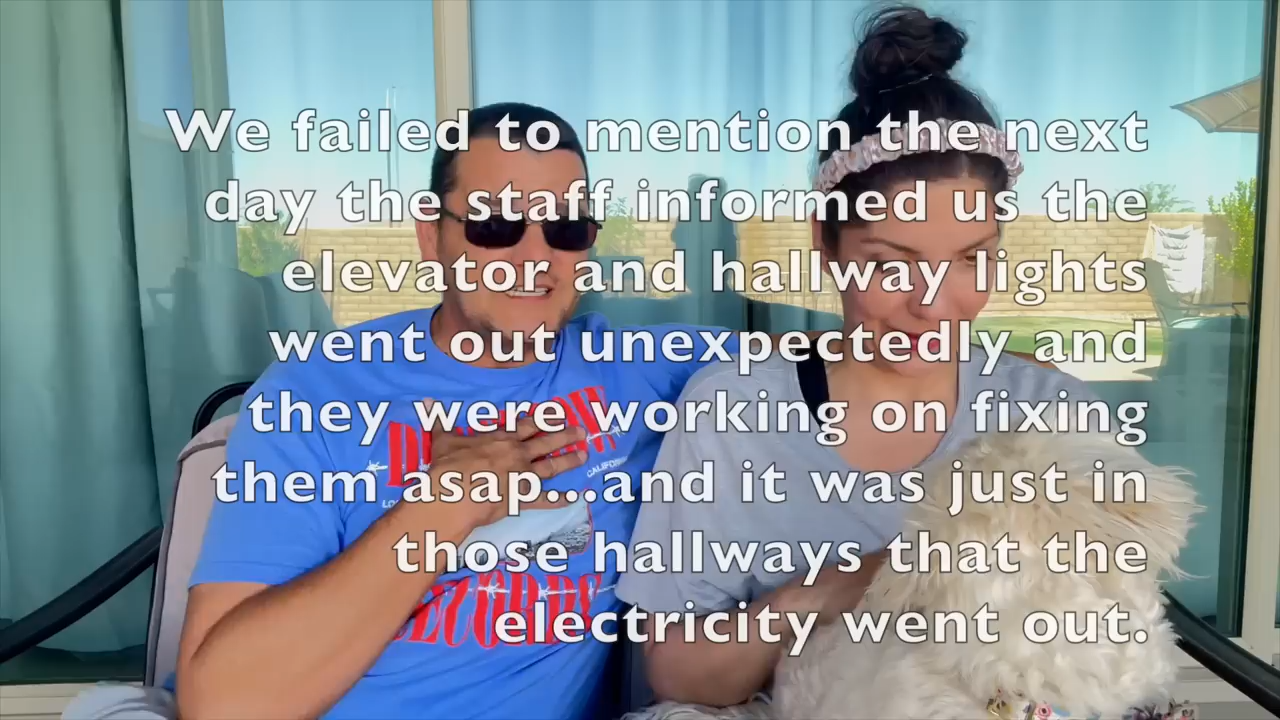 We failed to mention the next
day the staff informed us the
elevator and hallway lights
went out unexpectedly and
they were working on fixing
them asap...and it was just in
those hallways that the
electricity went out.